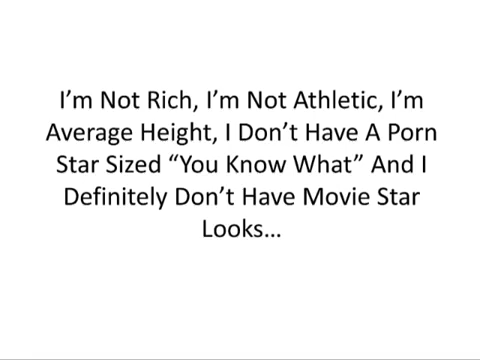 I’m Not Rich, I’m Not Athletic, I’m
Average Height, I Don’t Have A Porn
Star Sized “You Know What” And I
Definitely Don’t Have Movie Star
Looks…